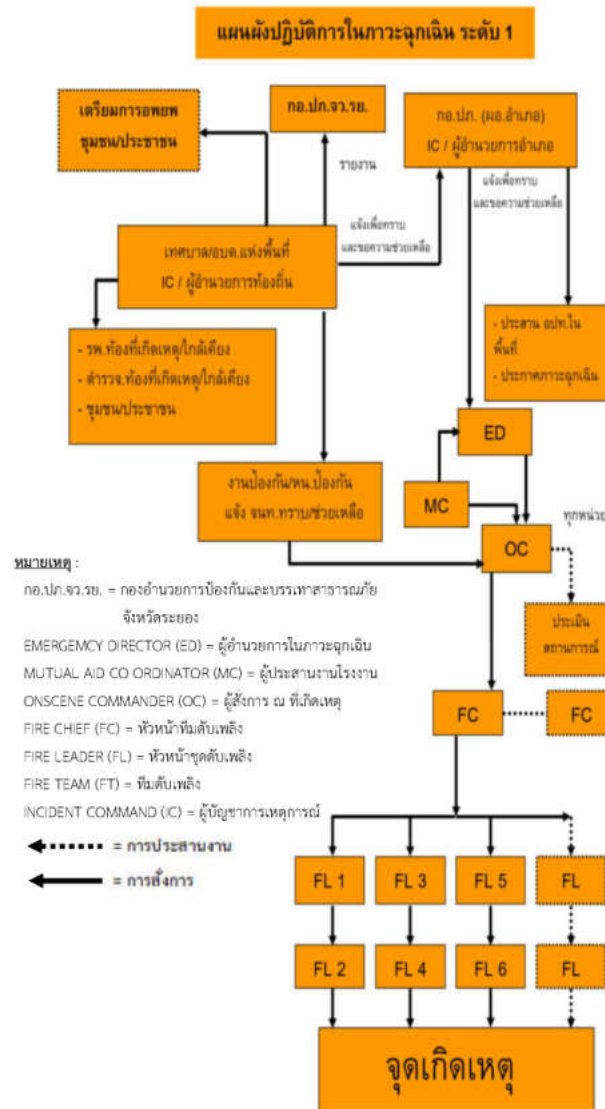 แผนผังปฏิบัติการในภาวะฉุกเฉิน ระดับ 1
เตรียมการอพยพ
ชุมชน/ประชาชน
กอ.ปภ.จว.รย.
กอ.ปภ. (ผอ.อำเภอ)
IC / ผู้อำนวยการอำเภอ
รายงาน
แจ้งเพื่อทราบ
และขอความช่วยเหลือ
แจ้งเพื่อทราบ
และขอความช่วยเหลือ
เทศบาล/อบต.แห่งพื้นที่
IC / ผู้อำนวยการท้องถิ่น
- รพ.ท้องที่เกิดเหตุ/ใกล้เคียง
- ตำรวจ.ท้องที่เกิดเหตุ/ใกล้เคียง
- ชุมชน/ประชาชน
- ประสาน อปท.ใน
พื้นที่
- ประกาศภาวะฉุกเฉิน
ED
งานป้องกัน/หน.ป้องกัน
แจ้ง จนท.ทราบ/ช่วยเหลือ
MC
ทุกหน่วย
OC
ประเมิน
สถานการณ์
หมายเหตุ :
กอ.ปภ.จว.รย. = กองอำนวยการป้องกันและบรรเทาสาธารณภัย
จังหวัดระยอง
EMERGEMCY DIRECTOR (ED) = ผู้อำนวยการในภาวะฉุกเฉิน
MUTUAL AID CO ORDINATOR (MC) = ผู้ประสานงานโรงงาน
ONSCENE COMMANDER (OC) = ผู้สั่งการ ณ ที่เกิดเหตุ
FIRE CHIEF (FC) = หัวหน้าทีมดับเพลิง
FIRE LEADER (FL) = หัวหน้าชุดดับเพลิง
FIRE TEAM (FT) = ทีมดับเพลิง
INCIDENT COMMAND (IC) = ผู้บัญชาการเหตุการณ์
= การประสานงาน
= การสั่งการ
FC
FC
FL 1
FL 3
FL 5
FL
FL 2
FL 4
FL 6
FL
จุดเกิดเหตุ